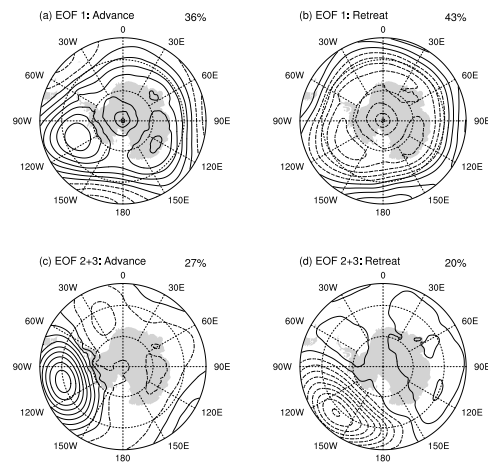 (a) EOF 1: Advance 36%
0
30W 30E
60W 60E
90W 90E
120W 120E
150W 150E
180
(b) EOF 1: Retreat 43%
0
30W 30E
60W 60E
90W 90E
120W 120E
150W 150E
180
(c) EOF 2+3: Advance 27%
0
30W 30E
60W 60E
90W 90E
120W 120E
150W 150E
180
(d) EOF 2+3: Retreat 20%
0
30W 30E
60W 60E
90W 90E
120W 120E
150W 150E
180